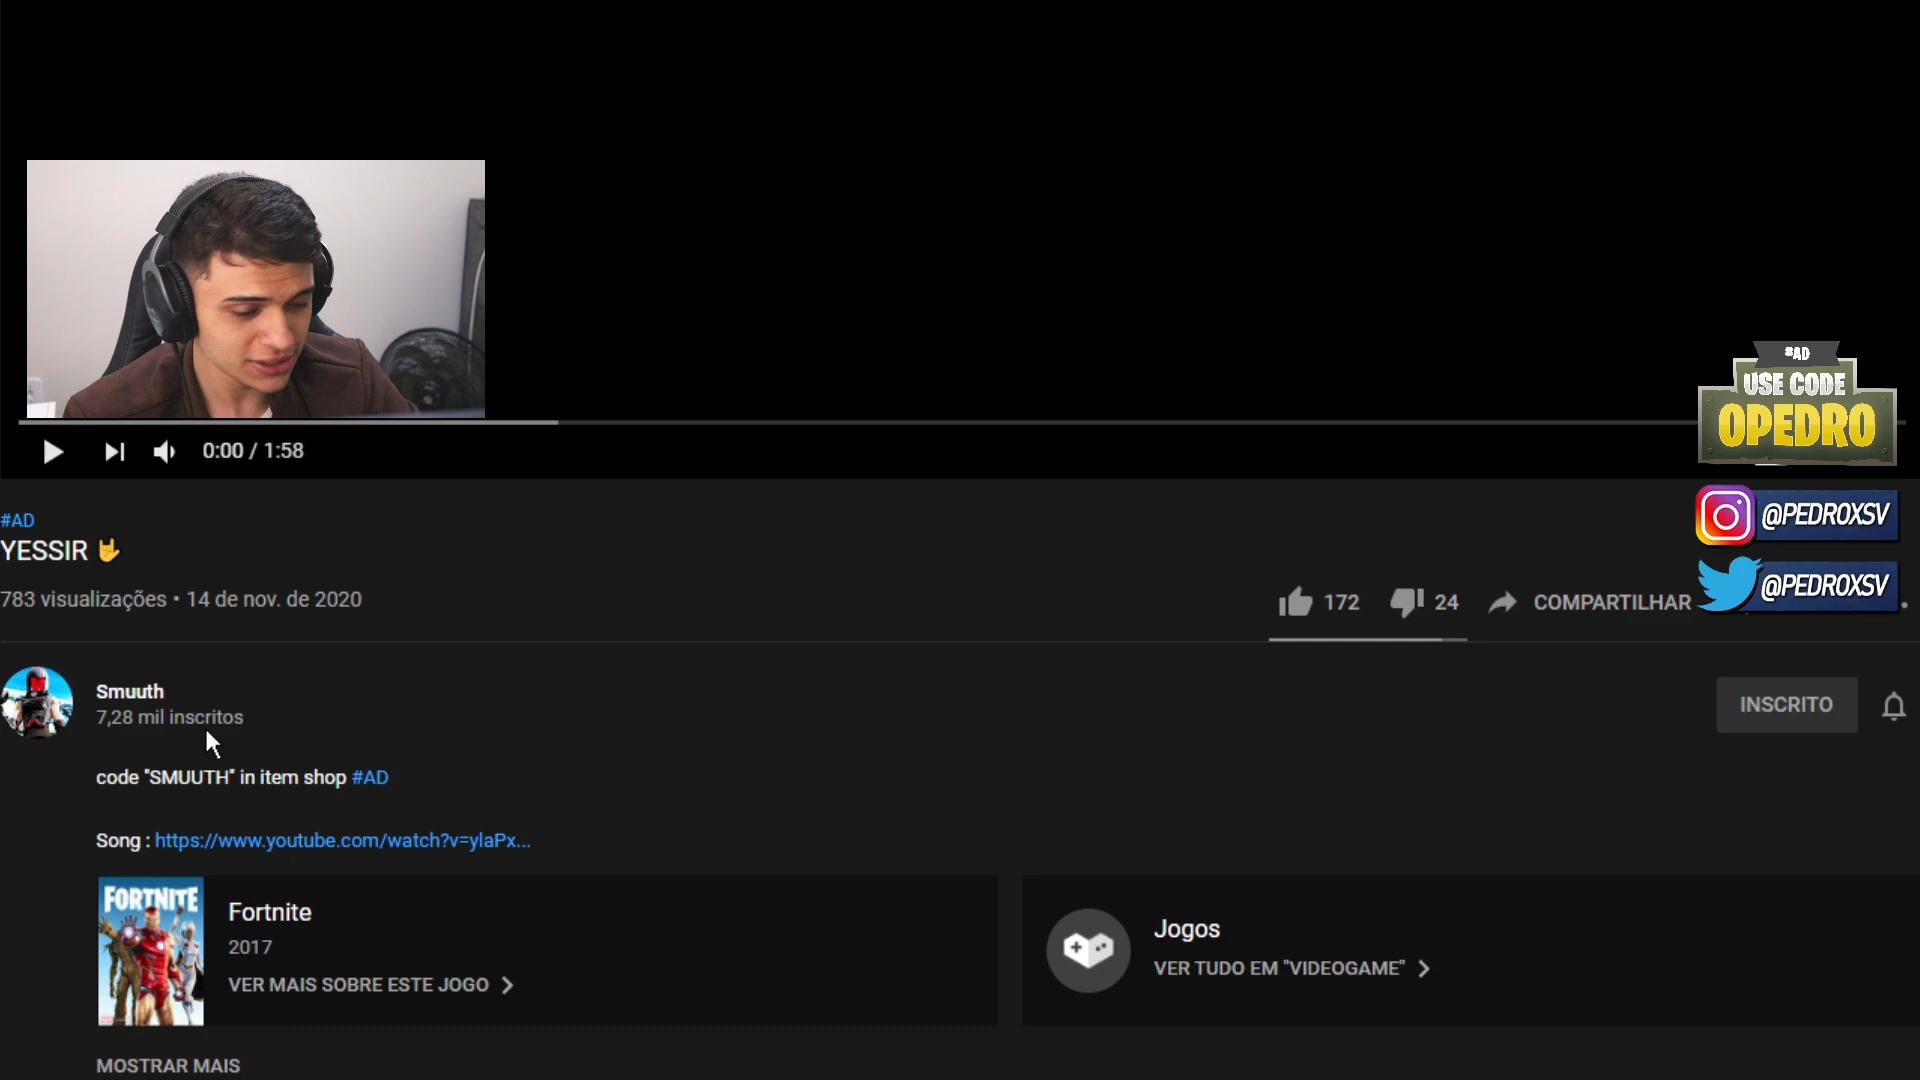 0:00 / 1:58
#AD
USE CODE
OPEDRO
@PEDROXSV
@PEDROXSV
#AD
YESSIR 🤟
783 visualizações • 14 de nov. de 2020
172
24
COMPARTILHAR
Smuuth
7,28 mil inscritos
INSCRITO
code "SMUUTH" in item shop #AD
Song : https://www.youtube.com/watch?v=ylaPx...
FORTNITE
Fortnite
2017
VER MAIS SOBRE ESTE JOGO
Jogos
VER TUDO EM "VIDEOGAME"
MOSTRAR MAIS